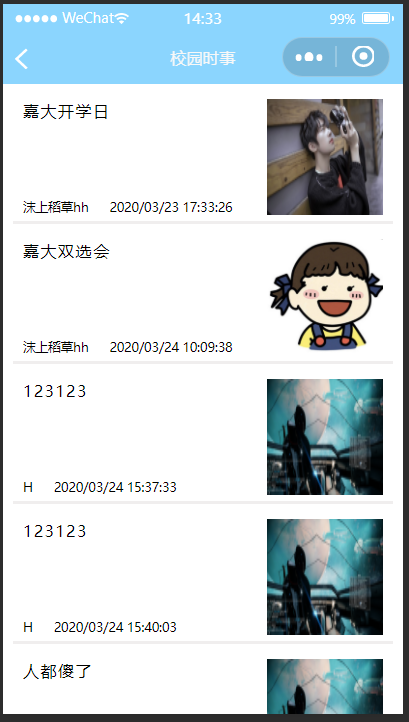 WeChat 14:33 99%
校园时事
嘉大开学日
沫上稻草hh 2020/03/23 17:33:26
嘉大双选会
沫上稻草hh 2020/03/24 10:09:38
123123
H 2020/03/24 15:37:33
123123
H 2020/03/24 15:40:03
人都傻了